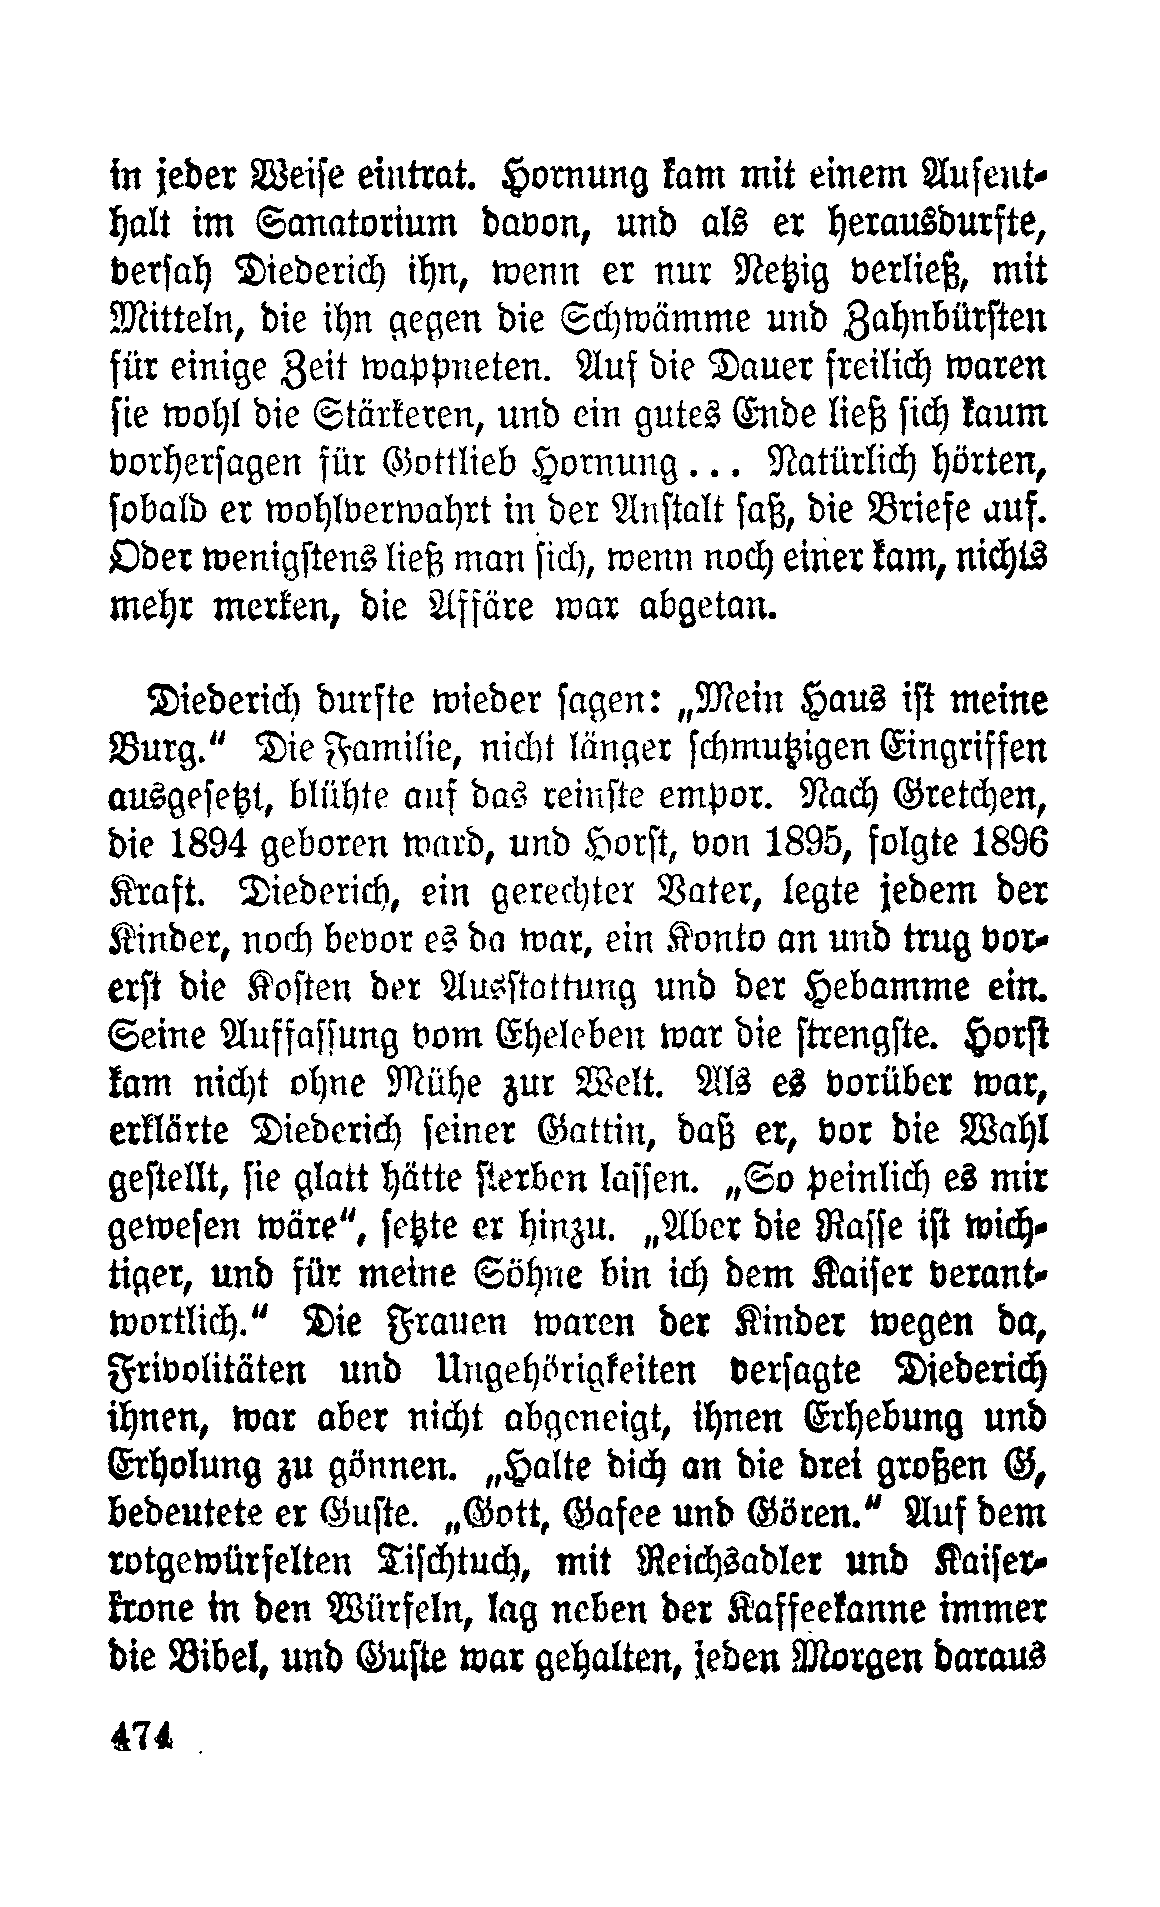 in jeder Weise eintrat. Hornung kam mit einem Aufent-
halt im Sanatorium davon, und als er herausdurfte,
versah Diederich ihn, wenn er nur Netzig verließ, mit
Mitteln, die ihn gegen die Schwämme und Zahnbürsten
für einige Zeit wappneten. Auf die Dauer freilich waren
sie wohl die Stärkeren, und ein gutes Ende ließ sich kaum
vorhersagen für Gottlieb Hornung... Natürlich hörten,
sobald er wohlverwahrt in der Anstalt saß, die Briefe auf.
Oder wenigstens ließ man sich, wenn noch einer kam, nichts
mehr merken, die Affäre war abgetan.
Diederich durfte wieder sagen: „Mein Haus ist meine
Burg.“ Die Familie, nicht länger schmutzigen Eingriffen
ausgesetzt, blühte auf das reinste empor. Nach Gretchen,
die 1894 geboren ward, und Horst, von 1895, folgte 1896
Kraft. Diederich, ein gerechter Vater, legte jedem der
Kinder, noch bevor es da war, ein Konto an und trug vor-
erst die Kosten der Ausstattung und der Hebamme ein.
Seine Auffassung vom Eheleben war die strengste. Horst
kam nicht ohne Mühe zur Welt. Als es vorüber war,
erklärte Diederich seiner Gattin, daß er, vor die Wahl
gestellt, sie glatt hätte sterben lassen. „So peinlich es mir
gewesen wäre“, setzte er hinzu. „Aber die Rasse ist wich-
tiger, und für meine Söhne bin ich dem Kaiser verant-
wortlich.“ Die Frauen waren der Kinder wegen da,
Frivolitäten und Ungehörigkeiten versagte Diederich
ihnen, war aber nicht abgeneigt, ihnen Erhebung und
Erholung zu gönnen. „Halte dich an die drei großen G,
bedeutete er Guste. „Gott, Gafee und Gören.“ Auf dem
rotgewürfelten Tischtuch, mit Reichsadler und Kaiser-
krone in den Würfeln, lag neben der Kaffeekanne immer
die Bibel, und Guste war gehalten, jeden Morgen daraus
474